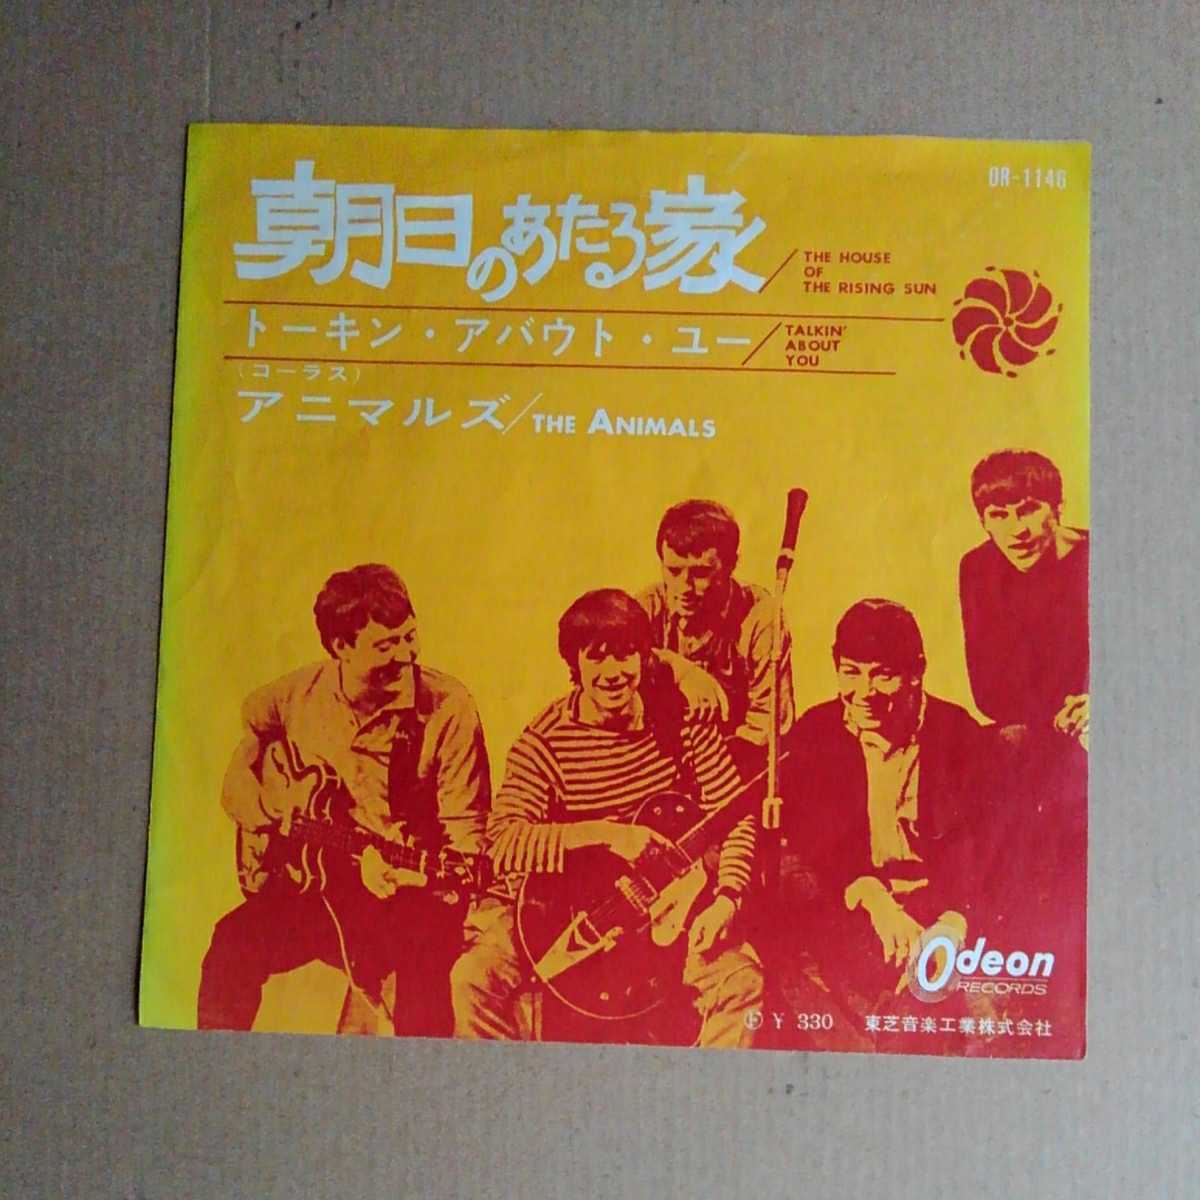 OR-1146
朝日のあたる家
THE HOUSE
OF
THE RISING SUN
トーキン・アバウト・ユー
TALKIN'
ABOUT
YOU
(コーラス)
アニマルズ/THE ANIMALS
Odeon
RECORDS
㊦ ¥ 330 東芝音楽工業株式会社